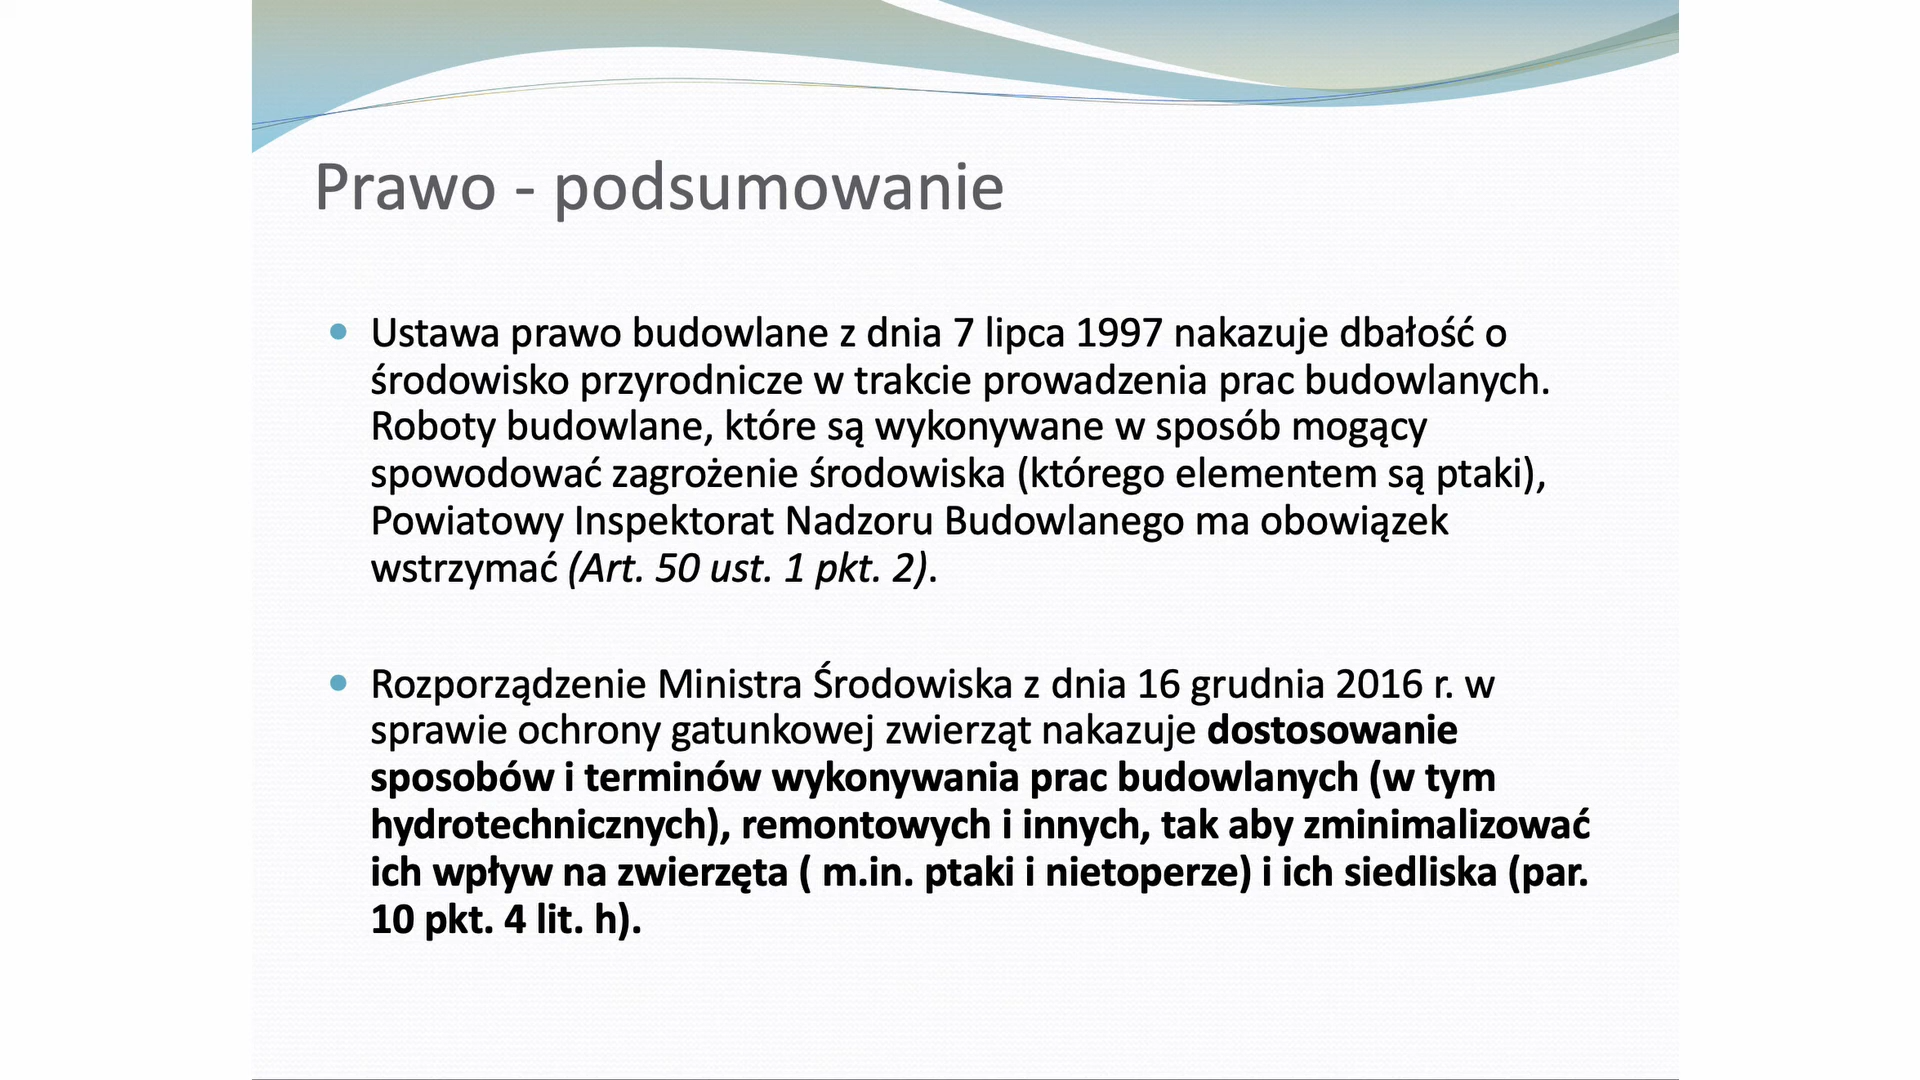 Prawo - podsumowanie
Ustawa prawo budowlane z dnia 7 lipca 1997 nakazuje dbałość o
środowisko przyrodnicze w trakcie prowadzenia prac budowlanych.
Roboty budowlane, które są wykonywane w sposób mogący
spowodować zagrożenie środowiska (którego elementem są ptaki),
Powiatowy Inspektorat Nadzoru Budowlanego ma obowiązek
wstrzymać (Art. 50 ust. 1 pkt. 2).
Rozporządzenie Ministra Środowiska z dnia 16 grudnia 2016 r. w
sprawie ochrony gatunkowej zwierząt nakazuje dostosowanie
sposobów i terminów wykonywania prac budowlanych (w tym
hydrotechnicznych), remontowych i innych, tak aby zminimalizować
ich wpływ na zwierzęta ( m.in. ptaki i nietoperze) i ich siedliska (par.
10 pkt. 4 lit. h).